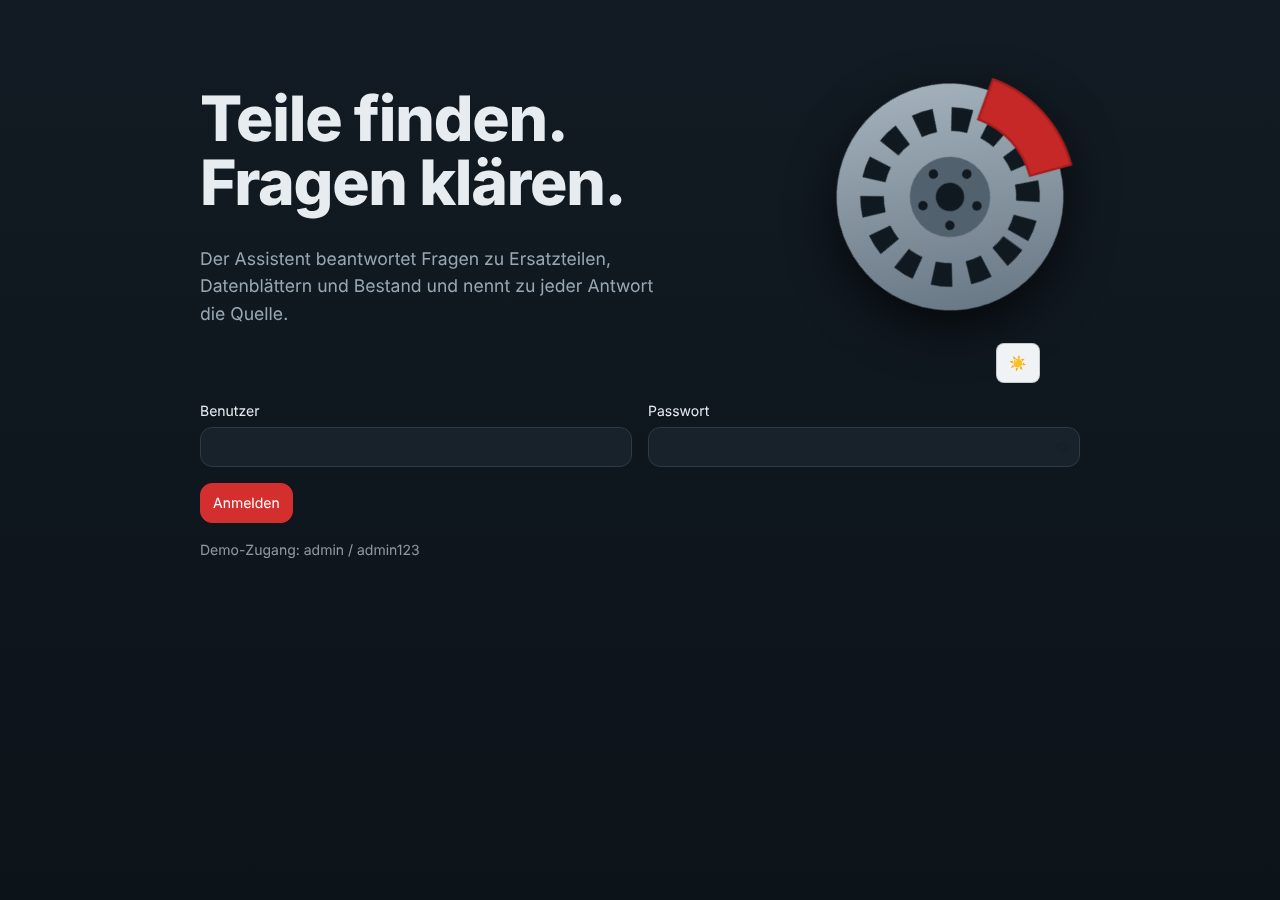 Teile finden.
Fragen klären.
Der Assistent beantwortet Fragen zu Ersatzteilen,
Datenblättern und Bestand und nennt zu jeder Antwort
die Quelle.
Benutzer
Passwort
Anmelden
Demo-Zugang: admin / admin123